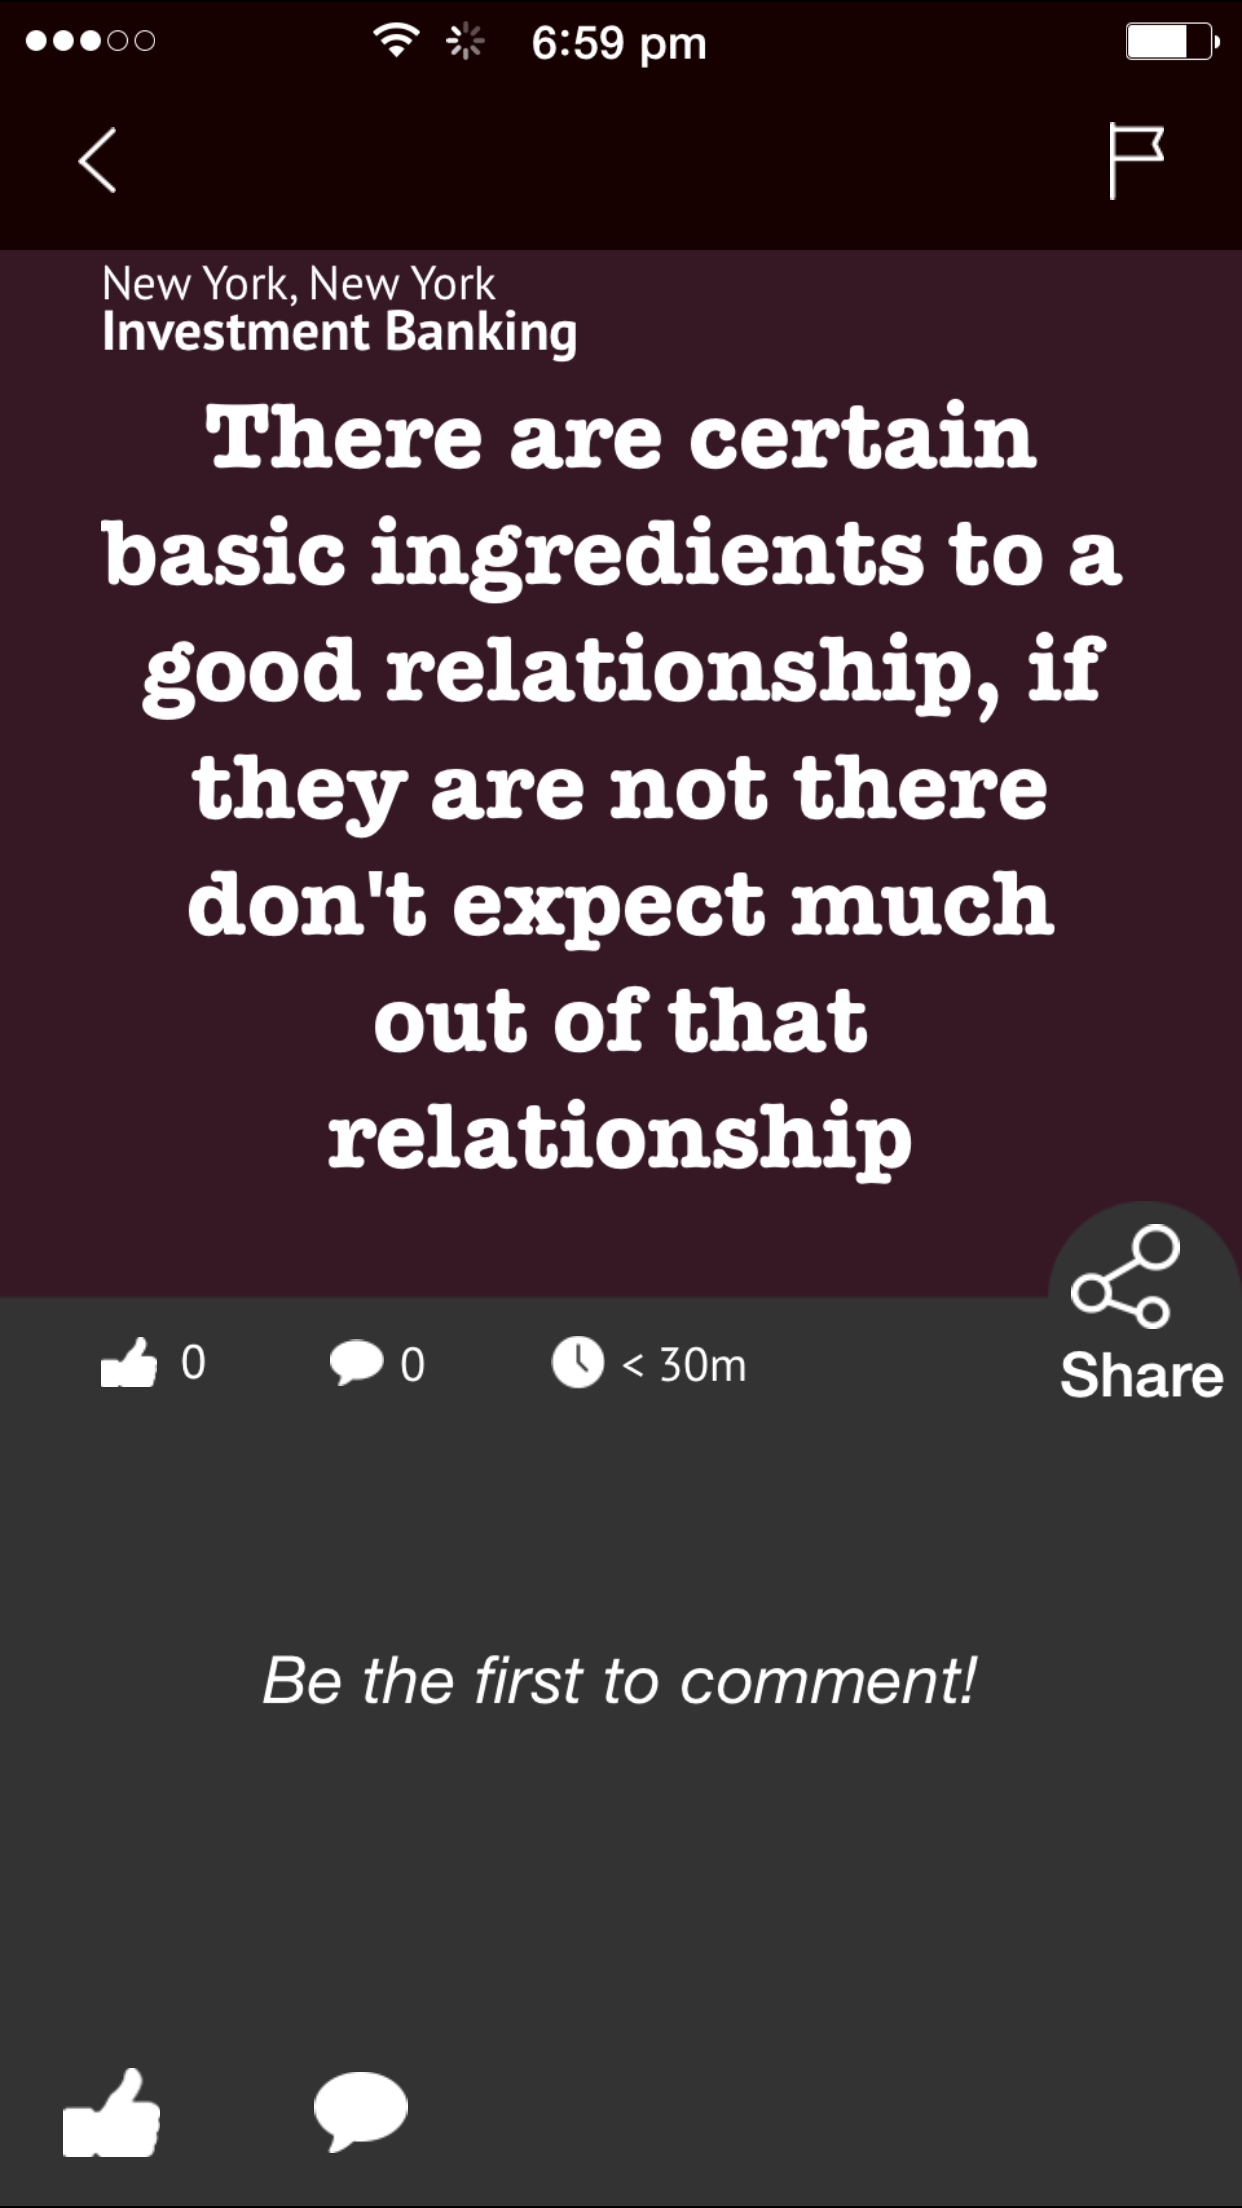 6:59 pm
New York, New York
Investment Banking
There are certain
basic ingredients to a
good relationship, if
they are not there
don't expect much
out of that
relationship
0 0 < 30m
Share
Be the first to comment!